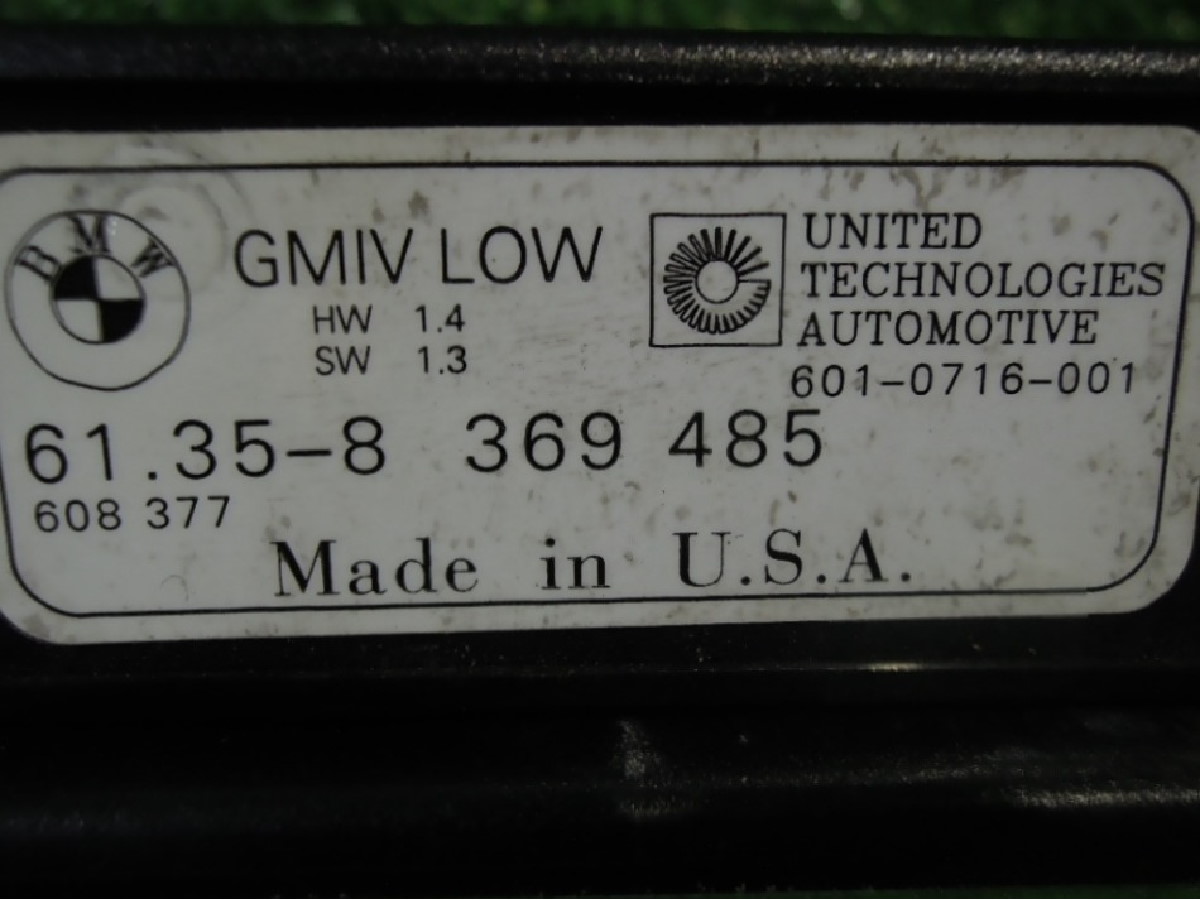 BMW
GMIV LOW
HW 1.4
SW 1.3
UNITED
TECHNOLOGIES
AUTOMOTIVE
601-0716-001
61.35-8 369 485
608 377
Made in U.S.A.